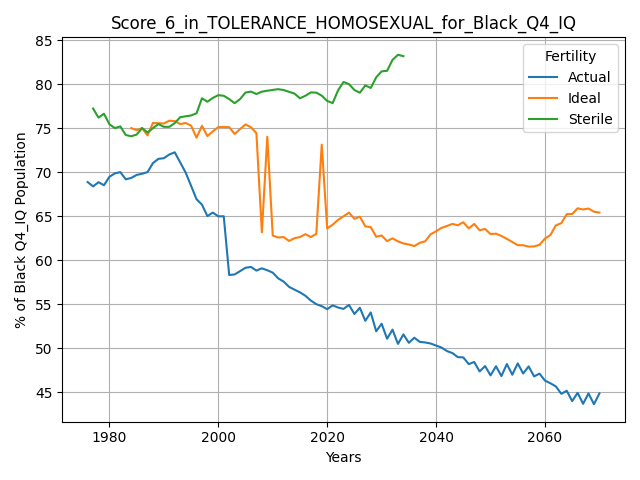 Score_6_in_TOLERANCE_HOMOSEXUAL_for_Black_Q4_IQ
% of Black Q4_IQ Population
85
80
75
70
65
60
55
50
45
Fertility
Actual
Ideal
Sterile
1980
2000
2020
2040
2060
Years